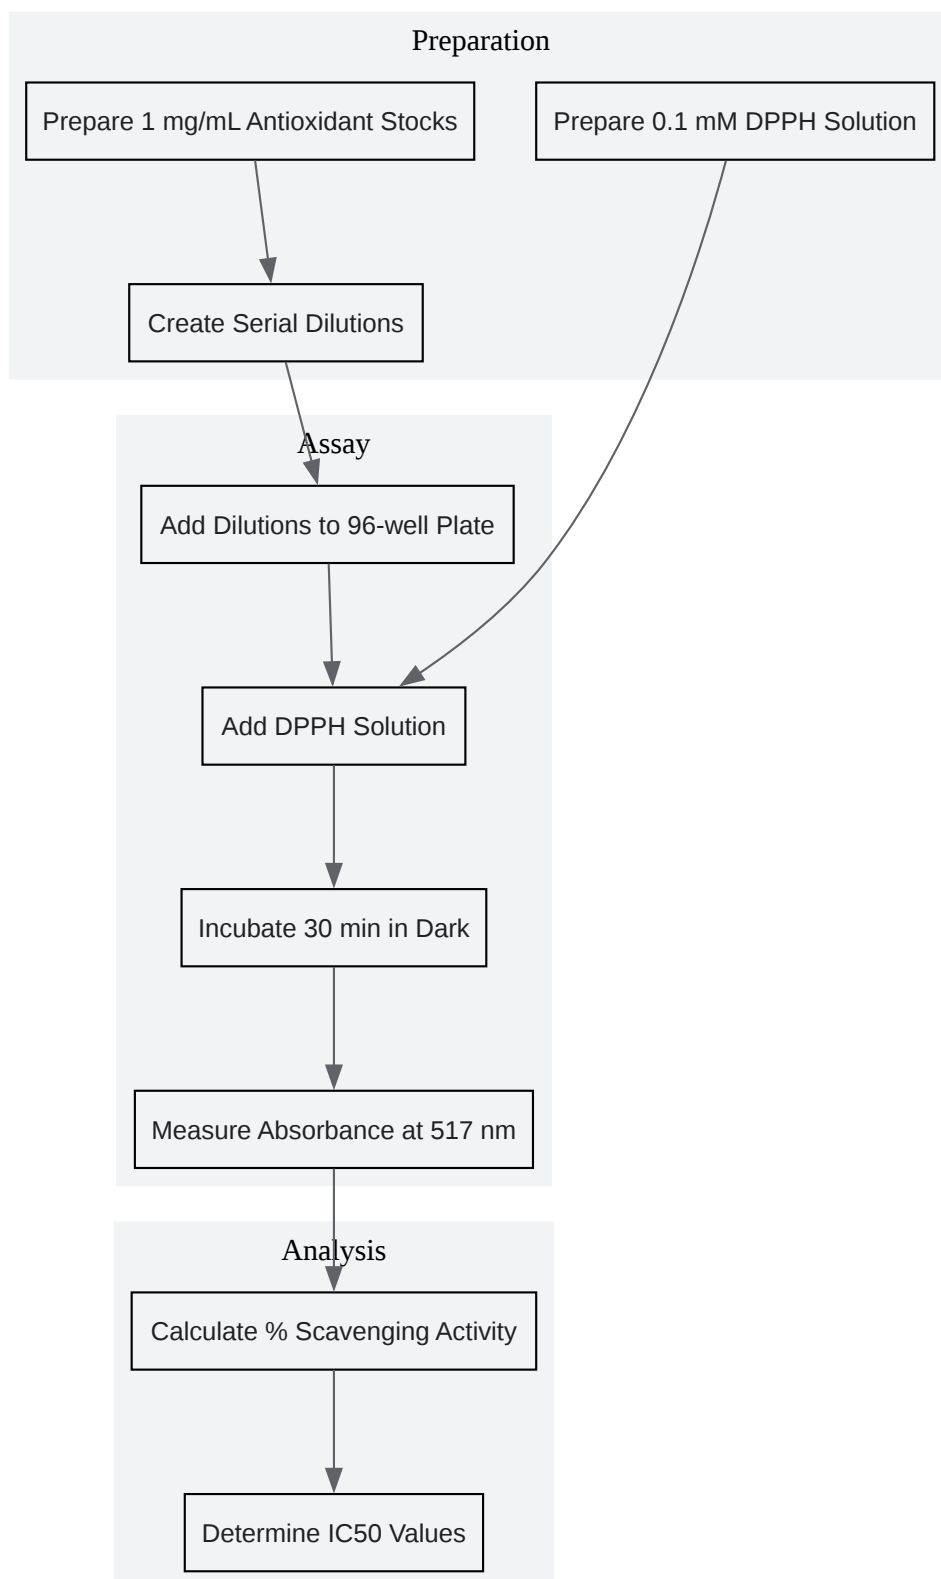 Preparation
Prepare 1 mg/mL Antioxidant Stocks
Prepare 0.1 mM DPPH Solution
Create Serial Dilutions
Assay
Add Dilutions to 96-well Plate
Add DPPH Solution
Incubate 30 min in Dark
Measure Absorbance at 517 nm
Analysis
Calculate % Scavenging Activity
Determine IC50 Values